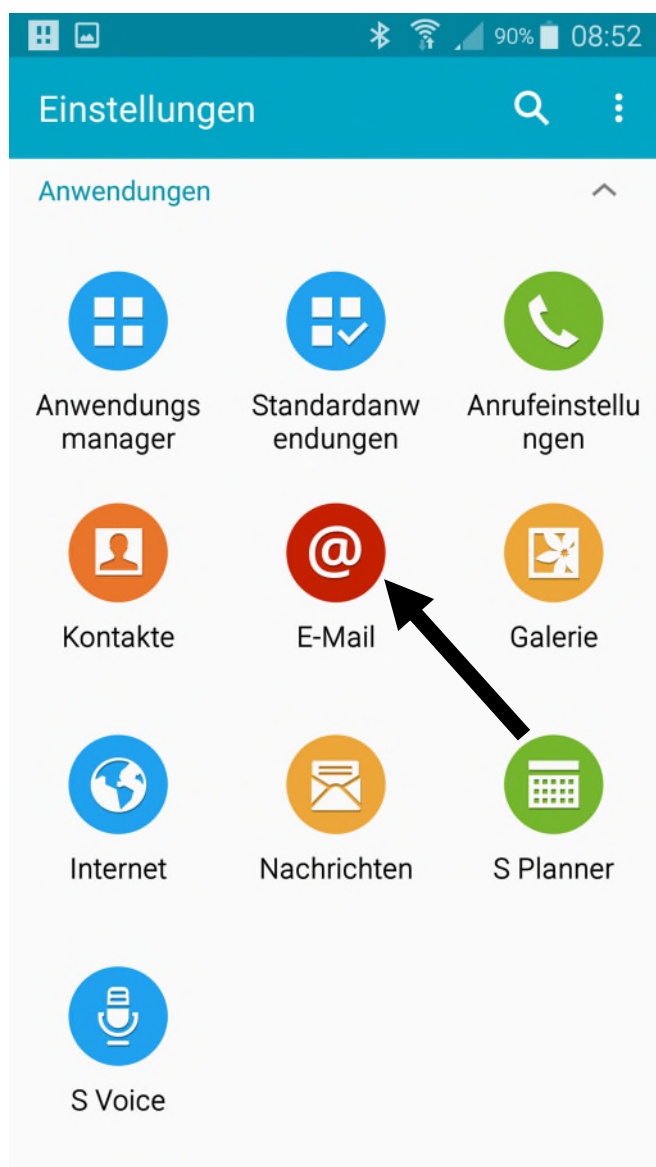 90% 08:52
Einstellungen
Anwendungen
Anwendungs
manager
Standardanw
endungen
Anrufeinstellu
ngen
Kontakte
@
E-Mail
Galerie
Internet
Nachrichten
S Planner
S Voice